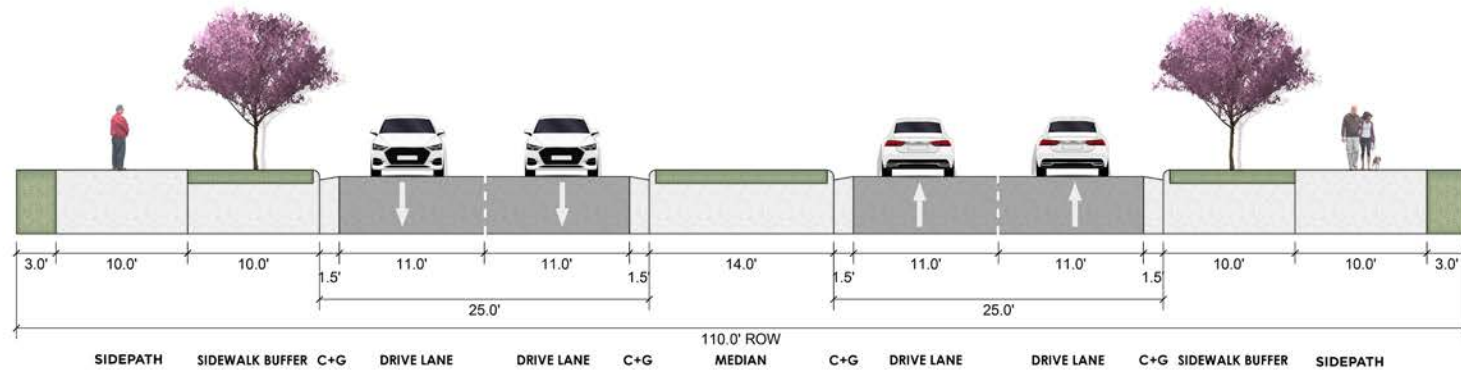 3.0' 10.0' 10.0' 11.0' 11.0' 14.0' 11.0' 11.0' 10.0' 10.0' 3.0'
1.5' 1.5' 1.5' 1.5'
25.0' 25.0'
110.0' ROW
SIDEPATH SIDEWALK BUFFER C+G DRIVE LANE DRIVE LANE C+G MEDIAN C+G DRIVE LANE DRIVE LANE C+G SIDEWALK BUFFER SIDEPATH